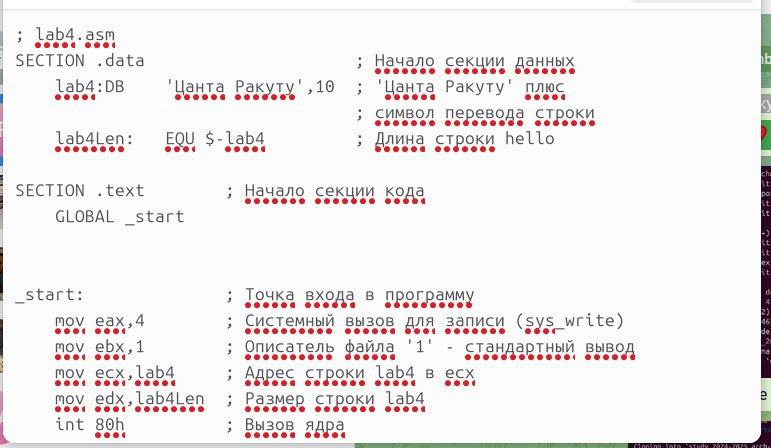 ; lab4.asm
SECTION .data ; Начало секции данных
lab4:DB 'Цанта Ракуту',10 ; 'Цанта Ракуту' плюс
; символ перевода строки
lab4Len: EQU $-lab4 ; Длина строки hello
SECTION .text ; Начало секции кода
GLOBAL _start
_start: ; Точка входа в программу
mov eax,4 ; Системный вызов для записи (sys_write)
mov ebx,1 ; Описатель файла '1' - стандартный вывод
mov ecx,lab4 ; Адрес строки lab4 в ecx
mov edx,lab4Len ; Размер строки lab4
int 80h ; Вызов ядра